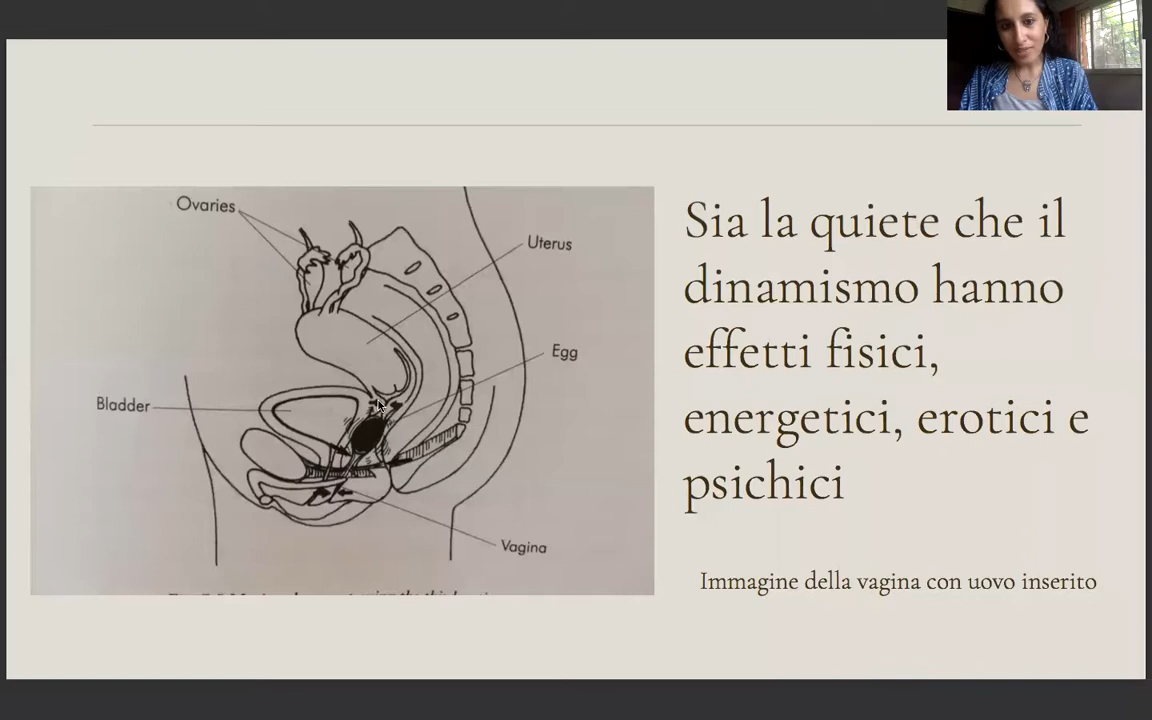 Ovaries
Uterus
Egg
Bladder
Vagina
Sia la quiete che il
dinamismo hanno
effetti fisici,
energetici, erotici e
psichici
Immagine della vagina con uovo inserito